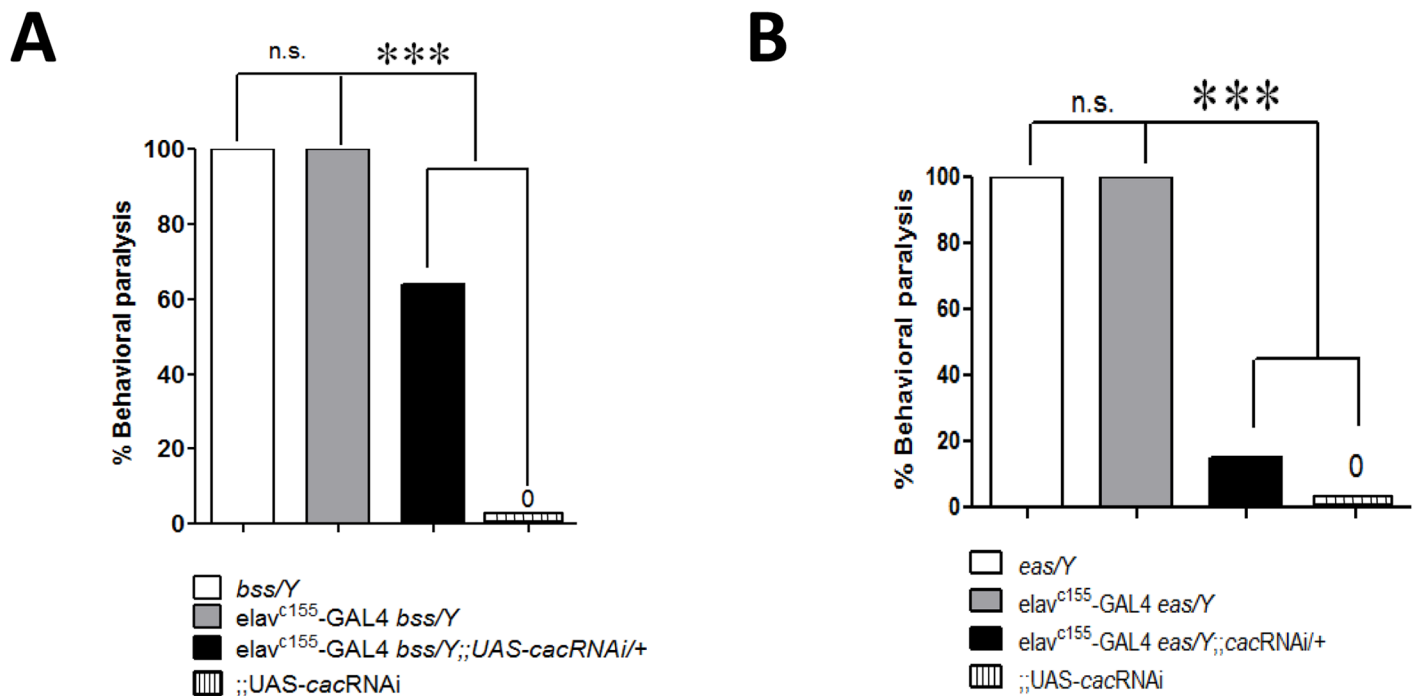 A
n.s.
***
% Behavioral paralysis
100
80
60
40
20
0
0
bss/Y
elavc155-GAL4 bss/Y
elavc155-GAL4 bss/Y;;UAS-cacRNAi/+
;;UAS-cacRNAi
B
n.s.
***
% Behavioral paralysis
100
80
60
40
20
0
0
eas/Y
elavc155-GAL4 eas/Y
elavc155-GAL4 eas/Y;;cacRNAi/+
;;UAS-cacRNAi